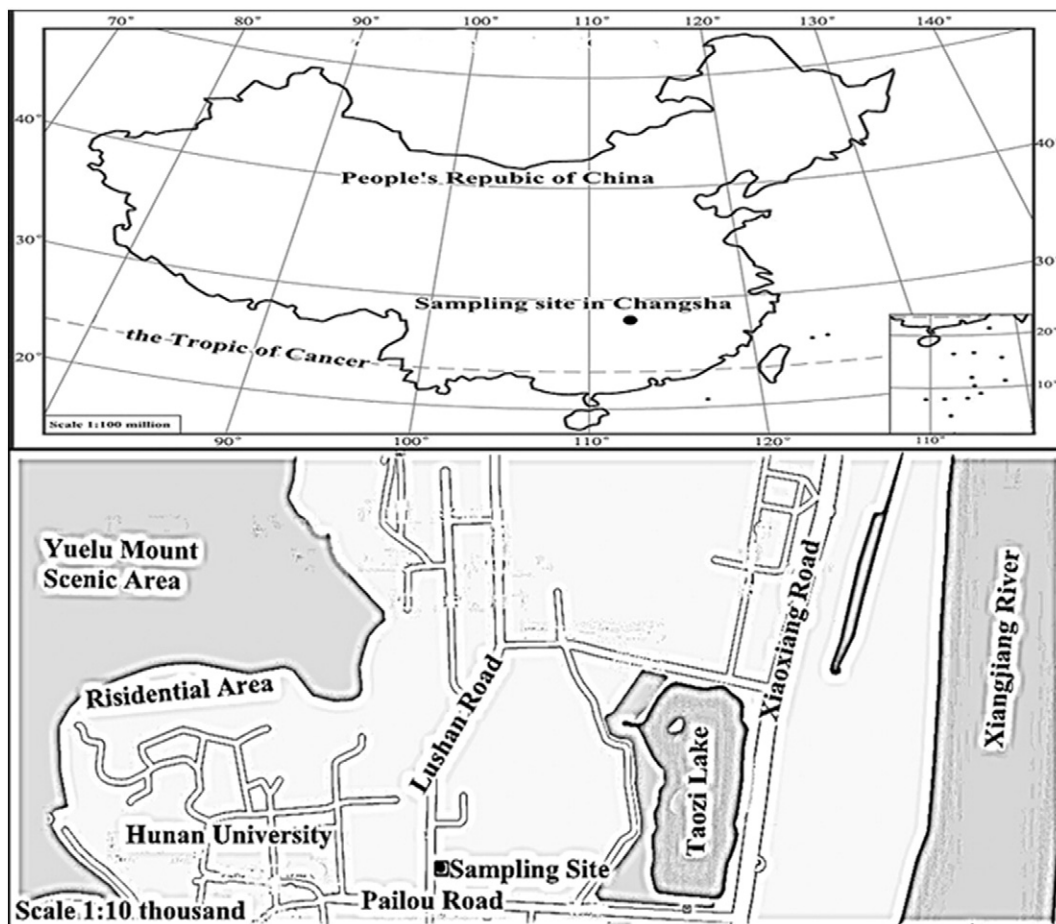 70° 80° 90° 100° 110° 120° 130° 140°
40°
40°
People's Repubic of China
30°
30°
Sampling site in Changsha
the Tropic of Cancer
20°
20°
10°
Scale 1:100 million
90° 100° 110° 120° 110°
Yuelu Mount
Scenic Area
Risidential Area
Lushan Road
Xiaoxiang Road
Xiangjiang River
Taozi Lake
Hunan University
Sampling Site
Pailou Road
Scale 1:10 thousand